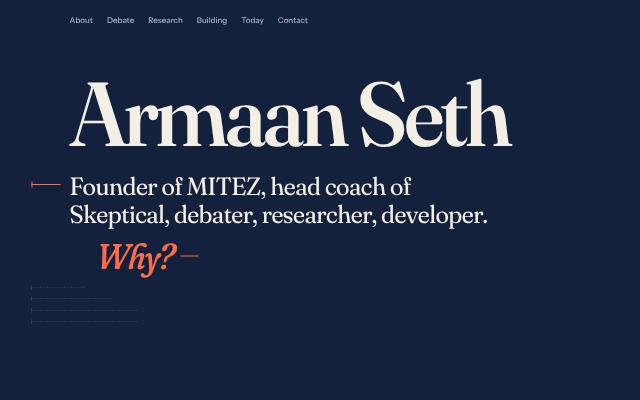 About Debate Research Building Today Contact
Armaan Seth
Founder of MITEZ, head coach of
Skeptical, debater, researcher, developer.
Why? —